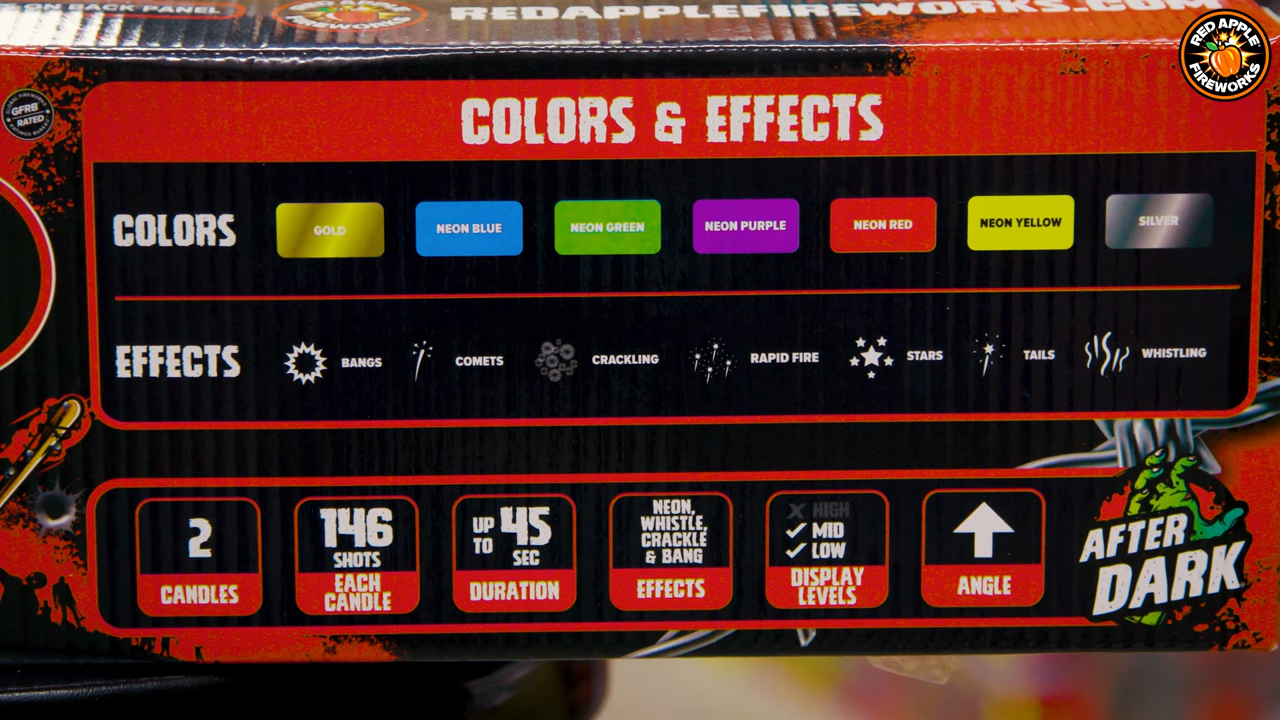 ON BACK PANEL
RED APPLE
FIREWORKS
REDAPPLEFIREWORKS.COM
RED APPLE
FIREWORKS
GFRB
RATED
COLORS & EFFECTS
COLORS
GOLD
NEON BLUE
NEON GREEN
NEON PURPLE
NEON RED
NEON YELLOW
SILVER
EFFECTS
BANGS
COMETS
CRACKLING
RAPID FIRE
STARS
TAILS
WHISTLING
2
CANDLES
146
SHOTS
EACH
CANDLE
UP
TO
45
SEC
DURATION
NEON,
WHISTLE,
CRACKLE
& BANG
EFFECTS
HIGH
MID
LOW
DISPLAY
LEVELS
ANGLE
AFTER
DARK